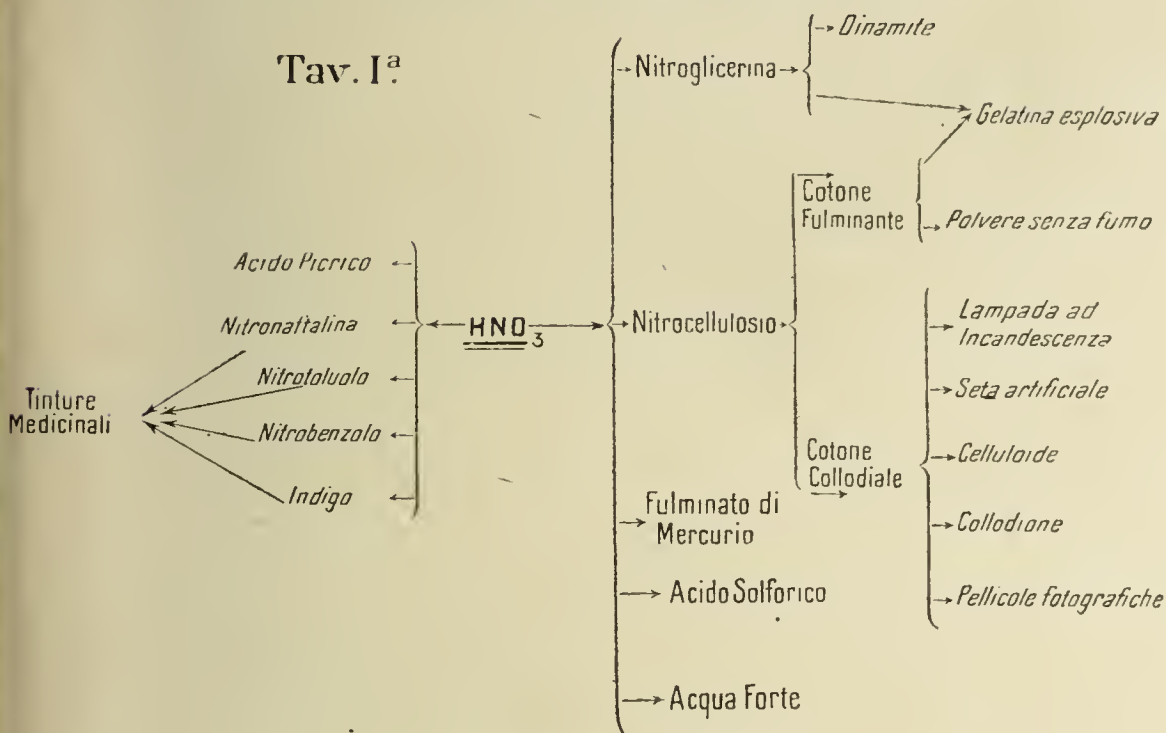 Tav. Iª.
Nitroglicerina
Dinamite
Gelatina esplosiva
Cotone
Fulminante
Polvere senza fumo
Acido Picrico
Nitronaftalina
HNO3
Nitrocellulosio
Lampada ad
Incandescenza
Nitrotoluolo
Seta artificiale
Tinture
Medicinali
Nitrobenzolo
Cotone
Collodiale
Celluloide
Indigo
Fulminato di
Mercurio
Collodione
Acido Solforico
Pellicole fotografiche
Acqua Forte